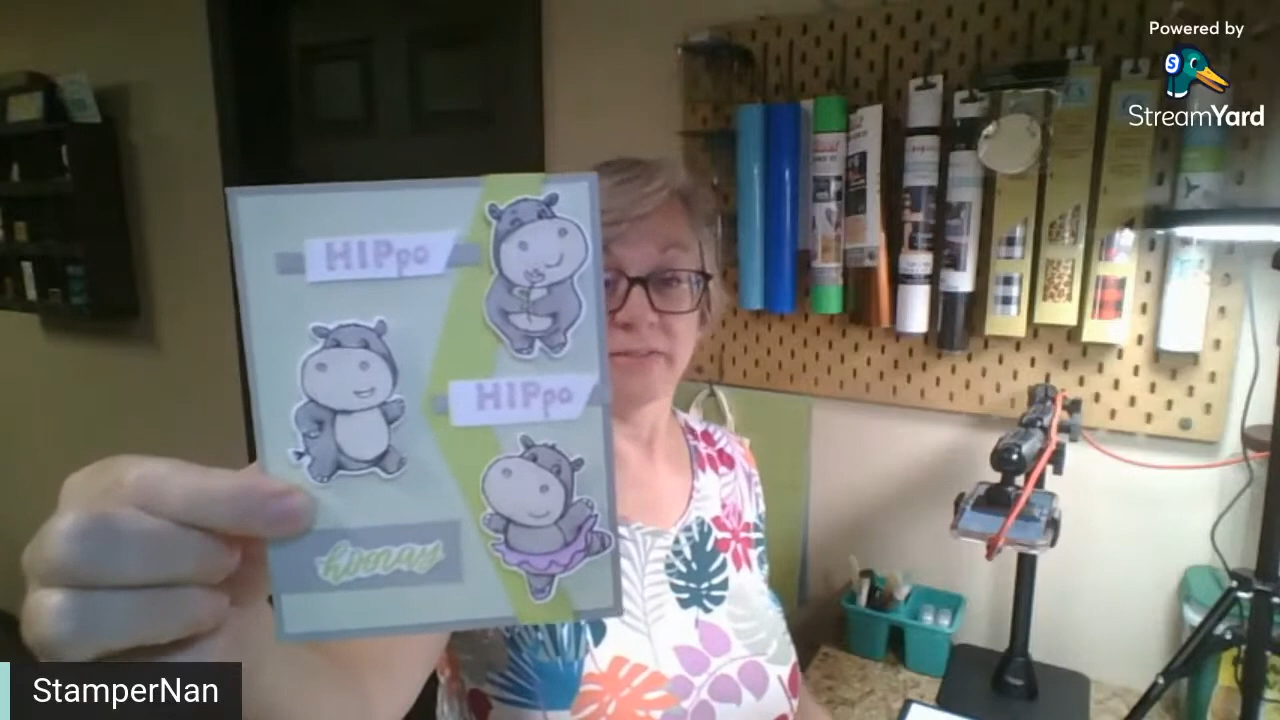 Powered by
StreamYard
HIPpo
HIPpo
hooray
StamperNan